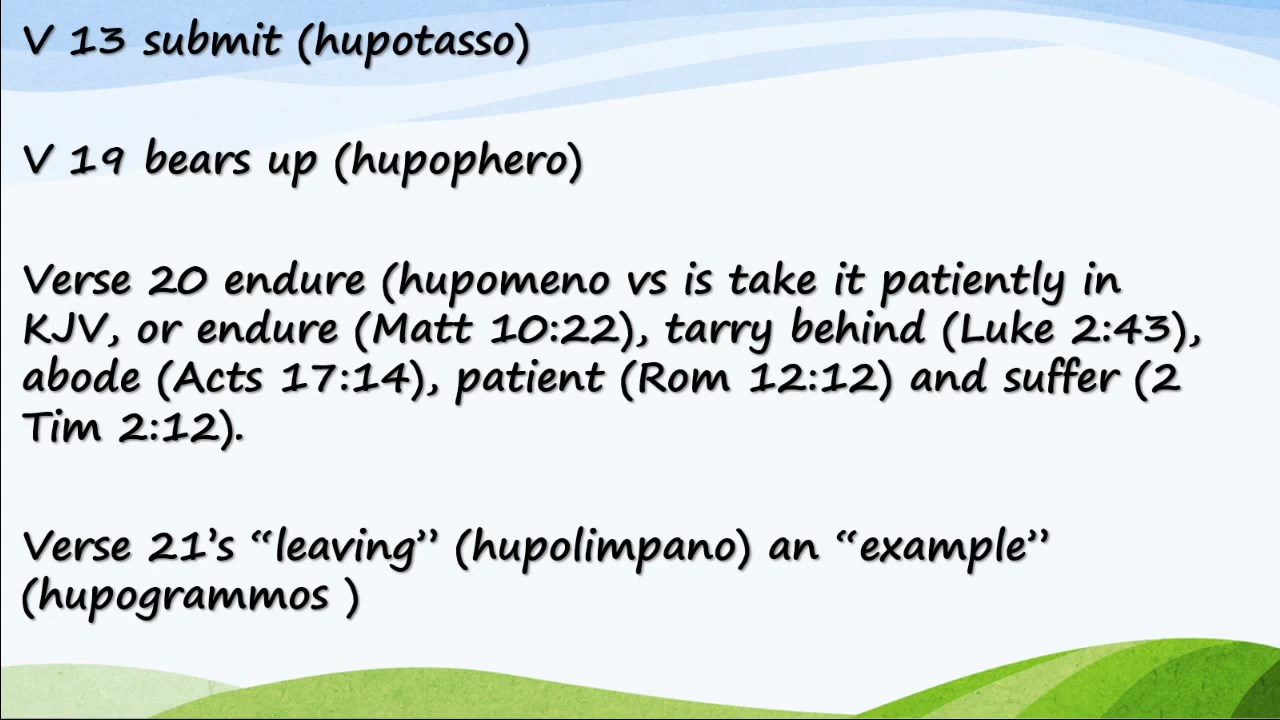 V 13 submit (hupotasso)
V 19 bears up (hupophero)
Verse 20 endure (hupomeno vs is take it patiently in
KJV, or endure (Matt 10:22), tarry behind (Luke 2:43),
abode (Acts 17:14), patient (Rom 12:12) and suffer (2
Tim 2:12).
Verse 21’s “leaving” (hupolimpano) an “example”
(hupogrammos )